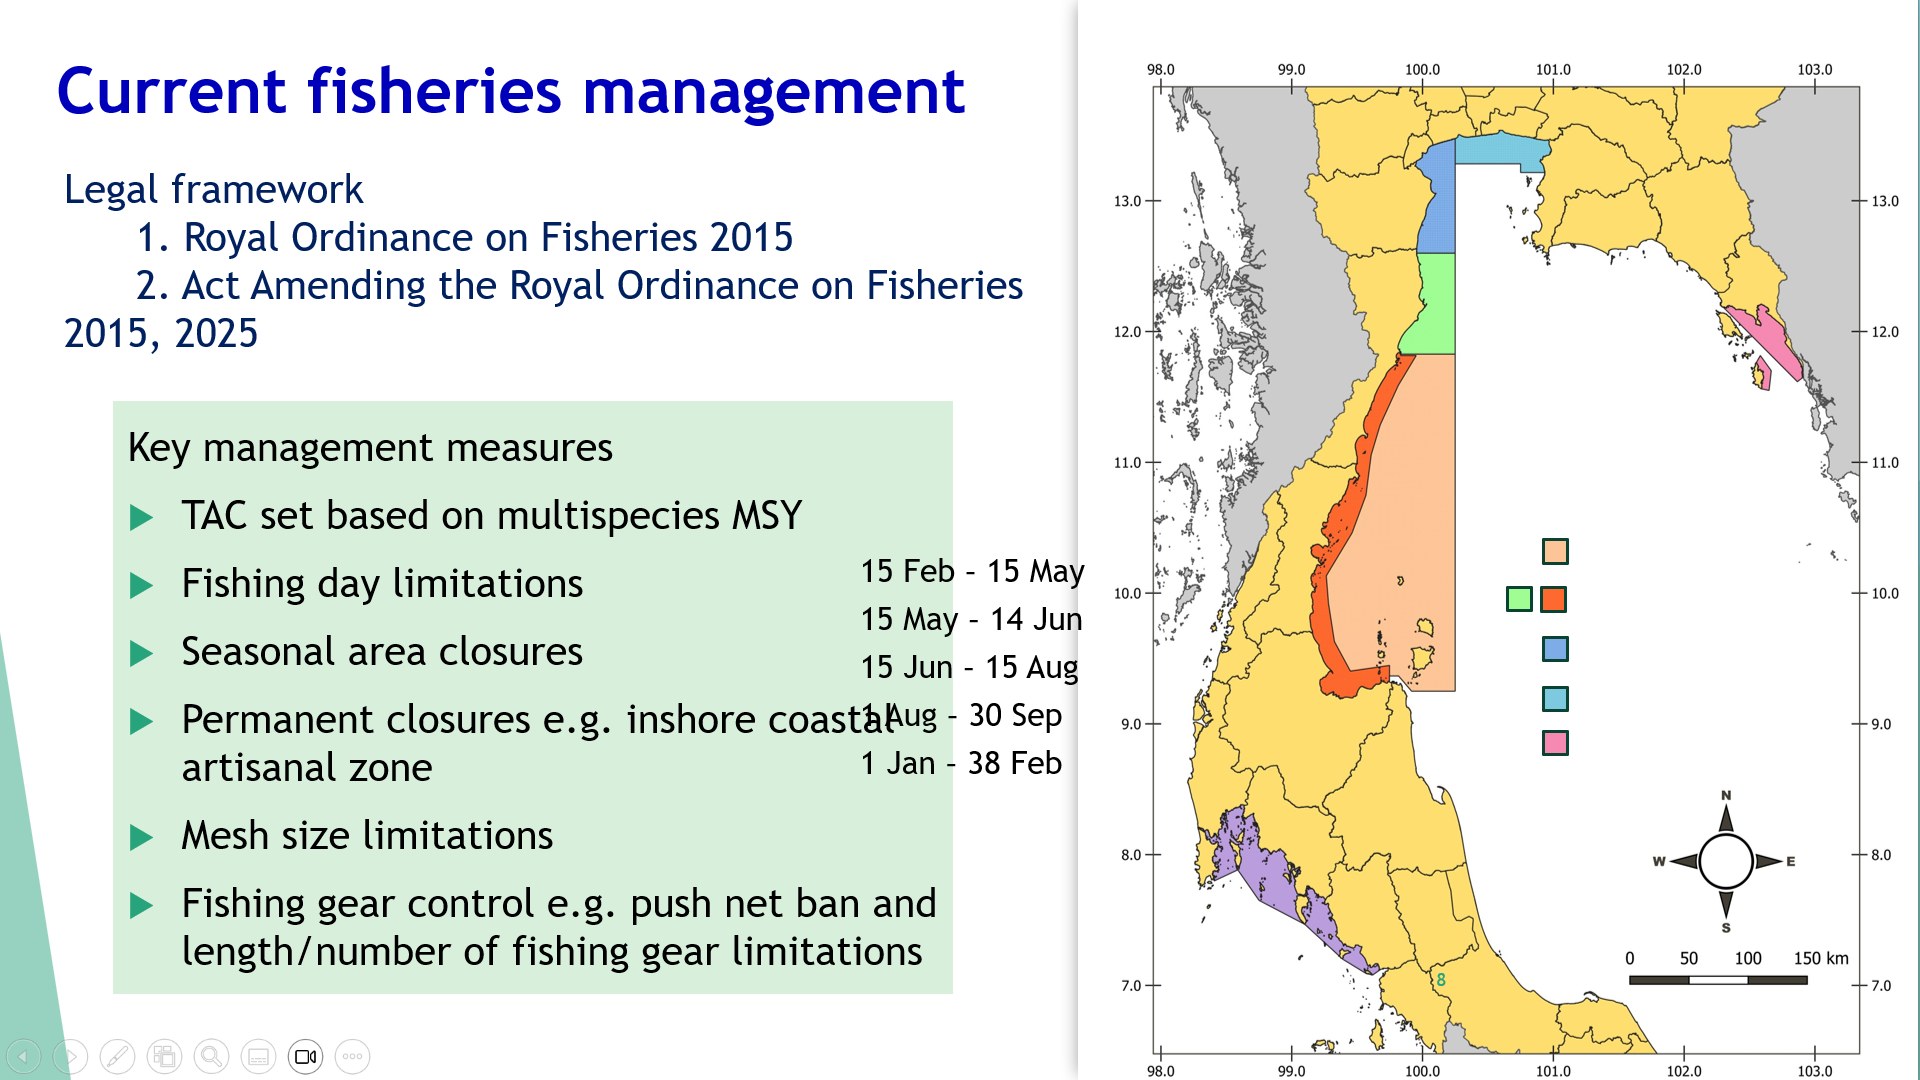 Current fisheries management
Legal framework
1. Royal Ordinance on Fisheries 2015
2. Act Amending the Royal Ordinance on Fisheries
2015, 2025
Key management measures
TAC set based on multispecies MSY
Fishing day limitations
Seasonal area closures
Permanent closures e.g. inshore coastal
artisanal zone
Mesh size limitations
Fishing gear control e.g. push net ban and
length/number of fishing gear limitations
15 Feb – 15 May
15 May – 14 Jun
15 Jun – 15 Aug
1 Aug – 30 Sep
1 Jan – 38 Feb
98.0 99.0 100.0 101.0 102.0 103.0
13.0 13.0
12.0 12.0
11.0 11.0
10.0 10.0
9.0 9.0
8.0 8.0
7.0 7.0
N
W E
S
0 50 100 150 km
8
98.0 99.0 100.0 101.0 102.0 103.0